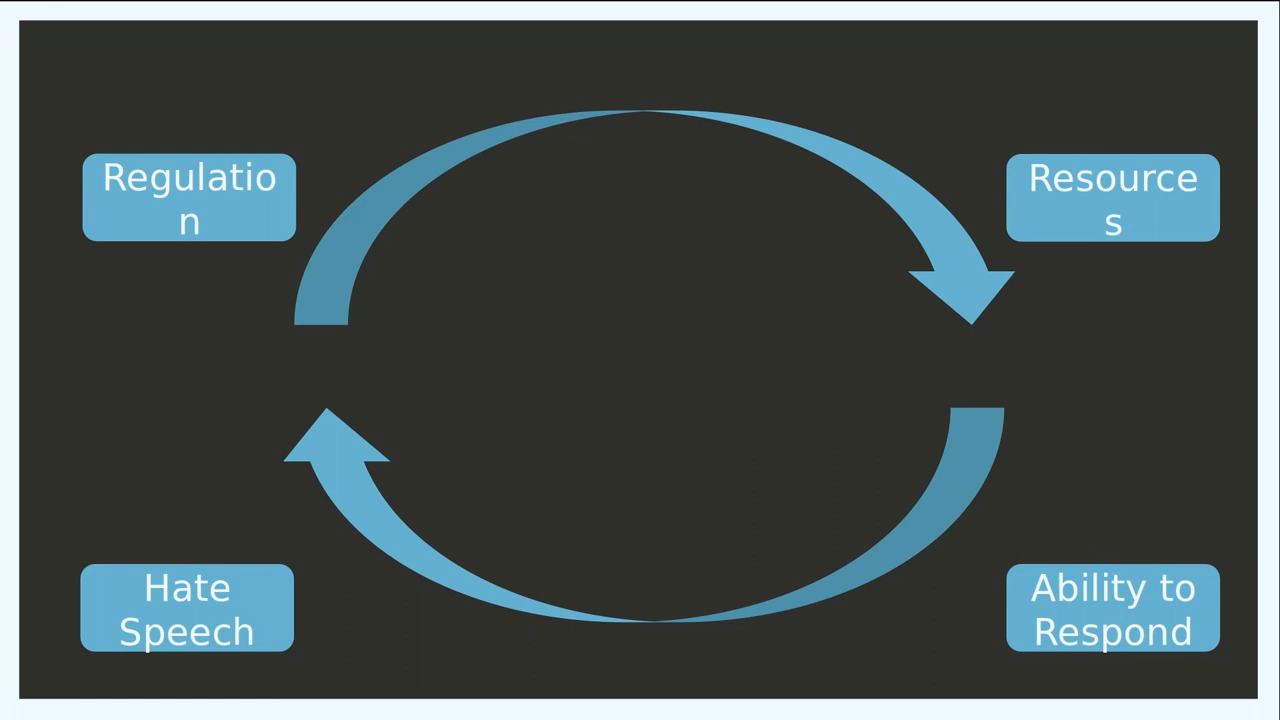 Regulatio
n
Resource
s
Hate
Speech
Ability to
Respond